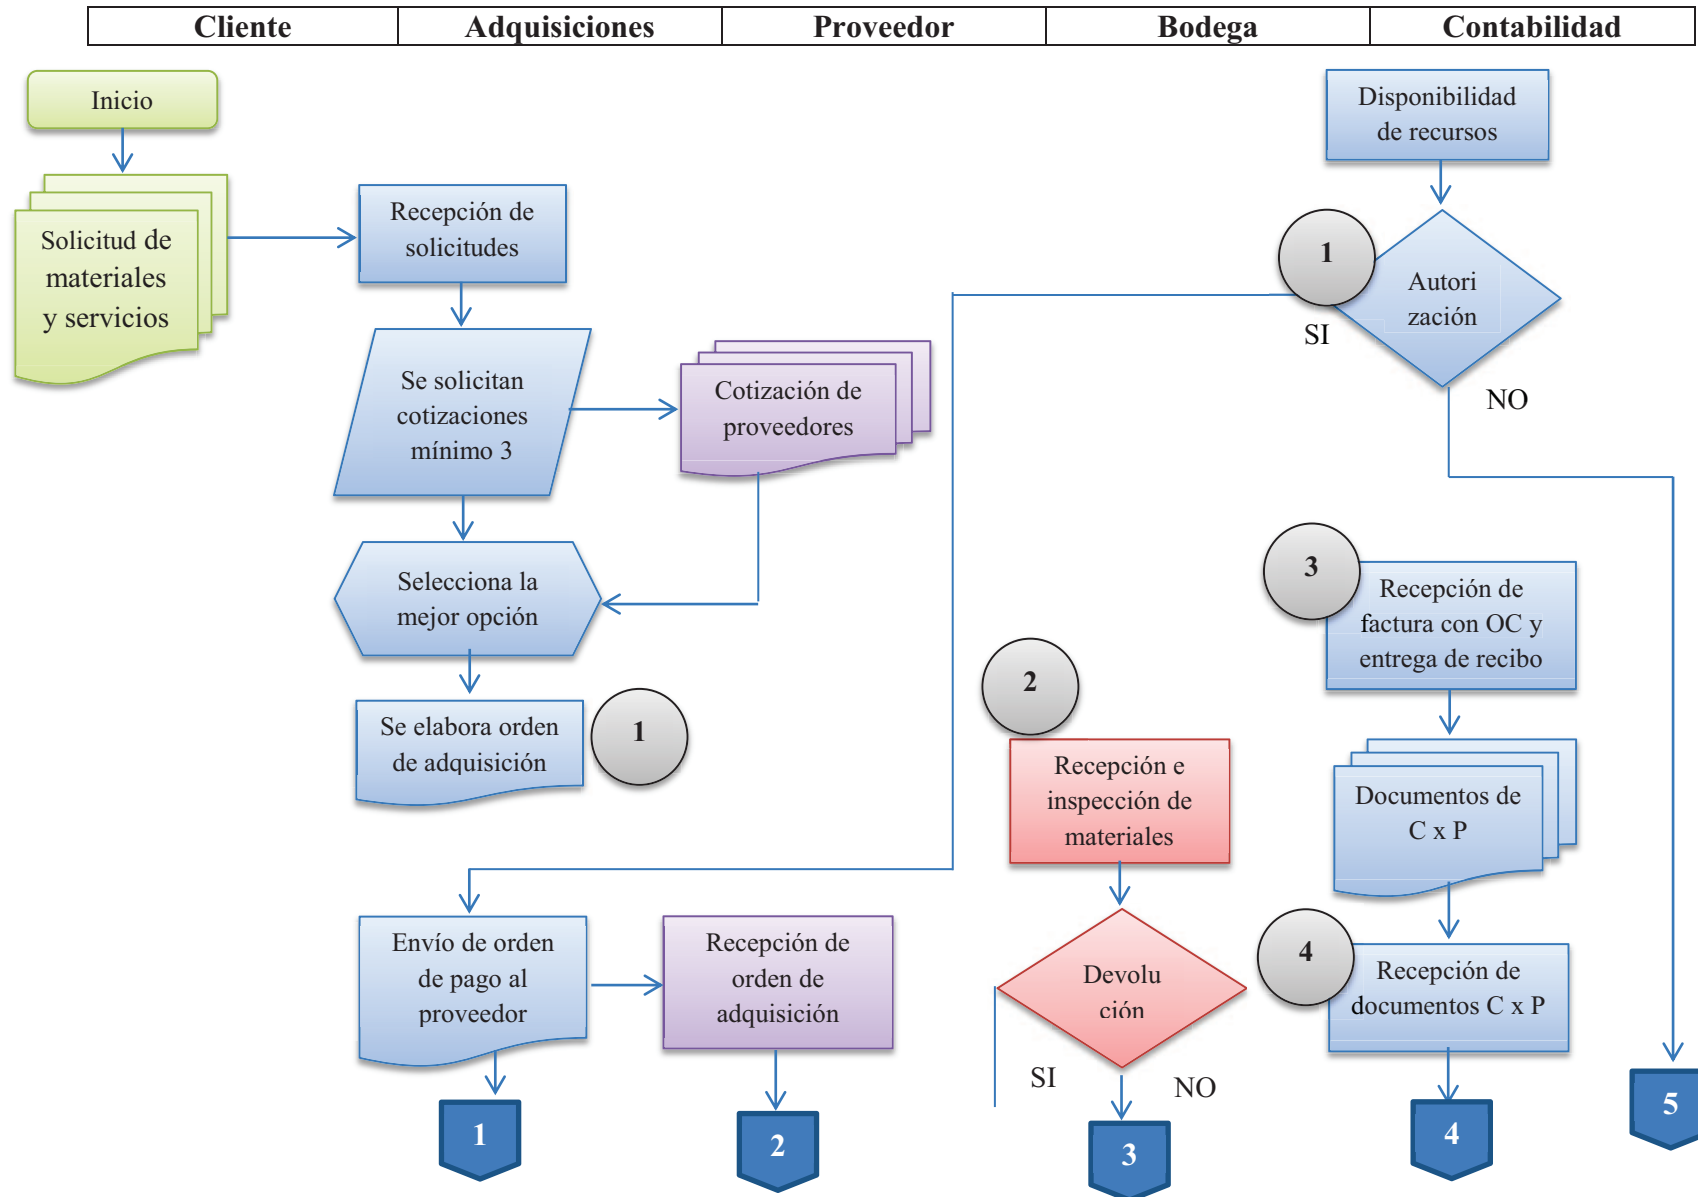 Cliente Adquisiciones Proveedor Bodega Contabilidad
Inicio
Solicitud de
materiales
y servicios
Recepción de
solicitudes
Se solicitan
cotizaciones
mínimo 3
Cotización de
proveedores
Selecciona la
mejor opción
Se elabora orden
de adquisición
1
Disponibilidad
de recursos
1
Autori
zación
SI
NO
3
Recepción de
factura con OC y
entrega de recibo
2
Recepción e
inspección de
materiales
Documentos de
C x P
Envío de orden
de pago al
proveedor
Recepción de
orden de
adquisición
Devolu
ción
SI
NO
4
Recepción de
documentos C x P
1
2
3
4
5